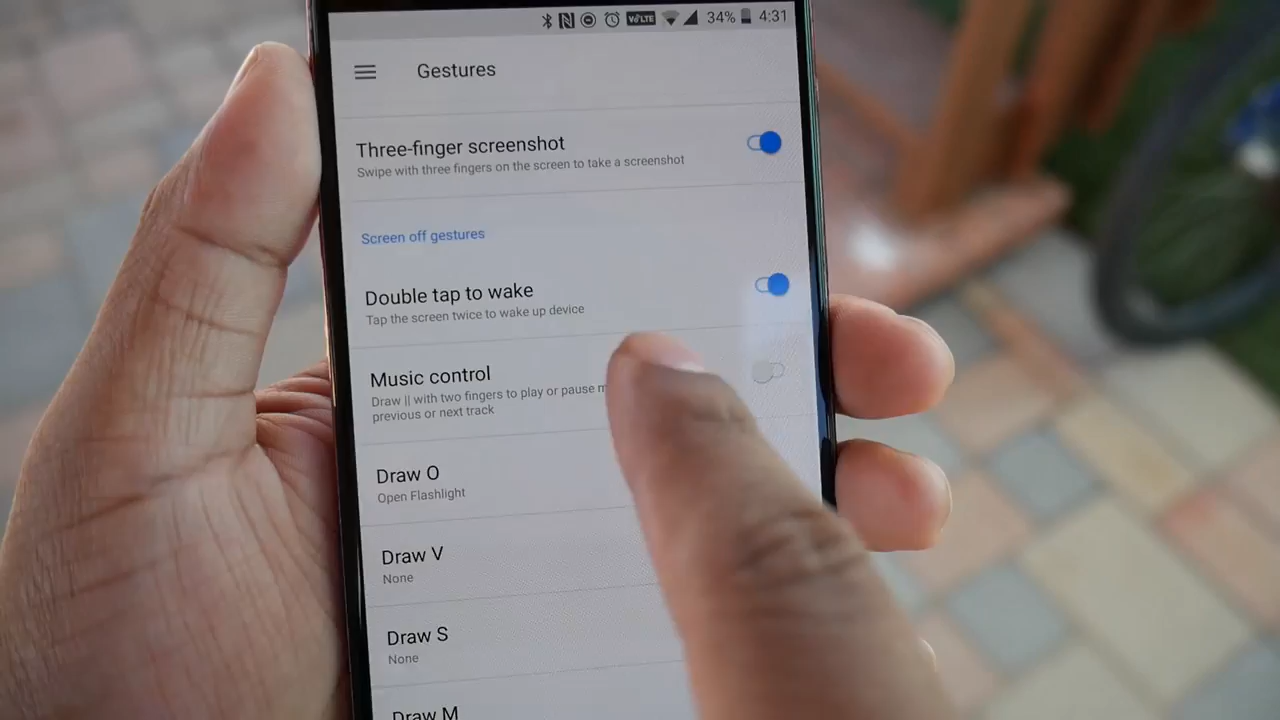 VoLTE 34% 4:31
Gestures
Three-finger screenshot
Swipe with three fingers on the screen to take a screenshot
Screen off gestures
Double tap to wake
Tap the screen twice to wake up device
Music control
Draw || with two fingers to play or pause
previous or next track
Draw O
Open Flashlight
Draw V
None
Draw S
None
Draw M